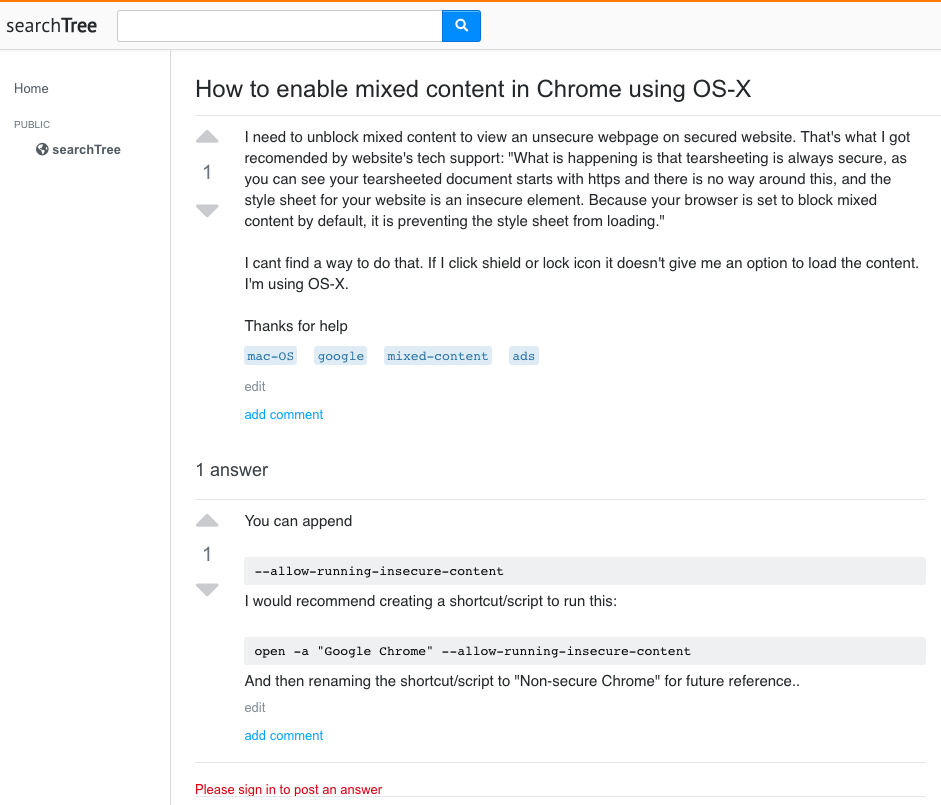 searchTree
Home
PUBLIC
searchTree
How to enable mixed content in Chrome using OS-X
1
I need to unblock mixed content to view an unsecure webpage on secured website. That's what I got
recomended by website's tech support: "What is happening is that tearsheeting is always secure, as
you can see your tearsheeted document starts with https and there is no way around this, and the
style sheet for your website is an insecure element. Because your browser is set to block mixed
content by default, it is preventing the style sheet from loading."
I cant find a way to do that. If I click shield or lock icon it doesn't give me an option to load the content.
I'm using OS-X.
Thanks for help
mac-OS google mixed-content ads
edit
add comment
1 answer
1
You can append
--allow-running-insecure-content
I would recommend creating a shortcut/script to run this:
open -a "Google Chrome" --allow-running-insecure-content
And then renaming the shortcut/script to "Non-secure Chrome" for future reference..
edit
add comment
Please sign in to post an answer